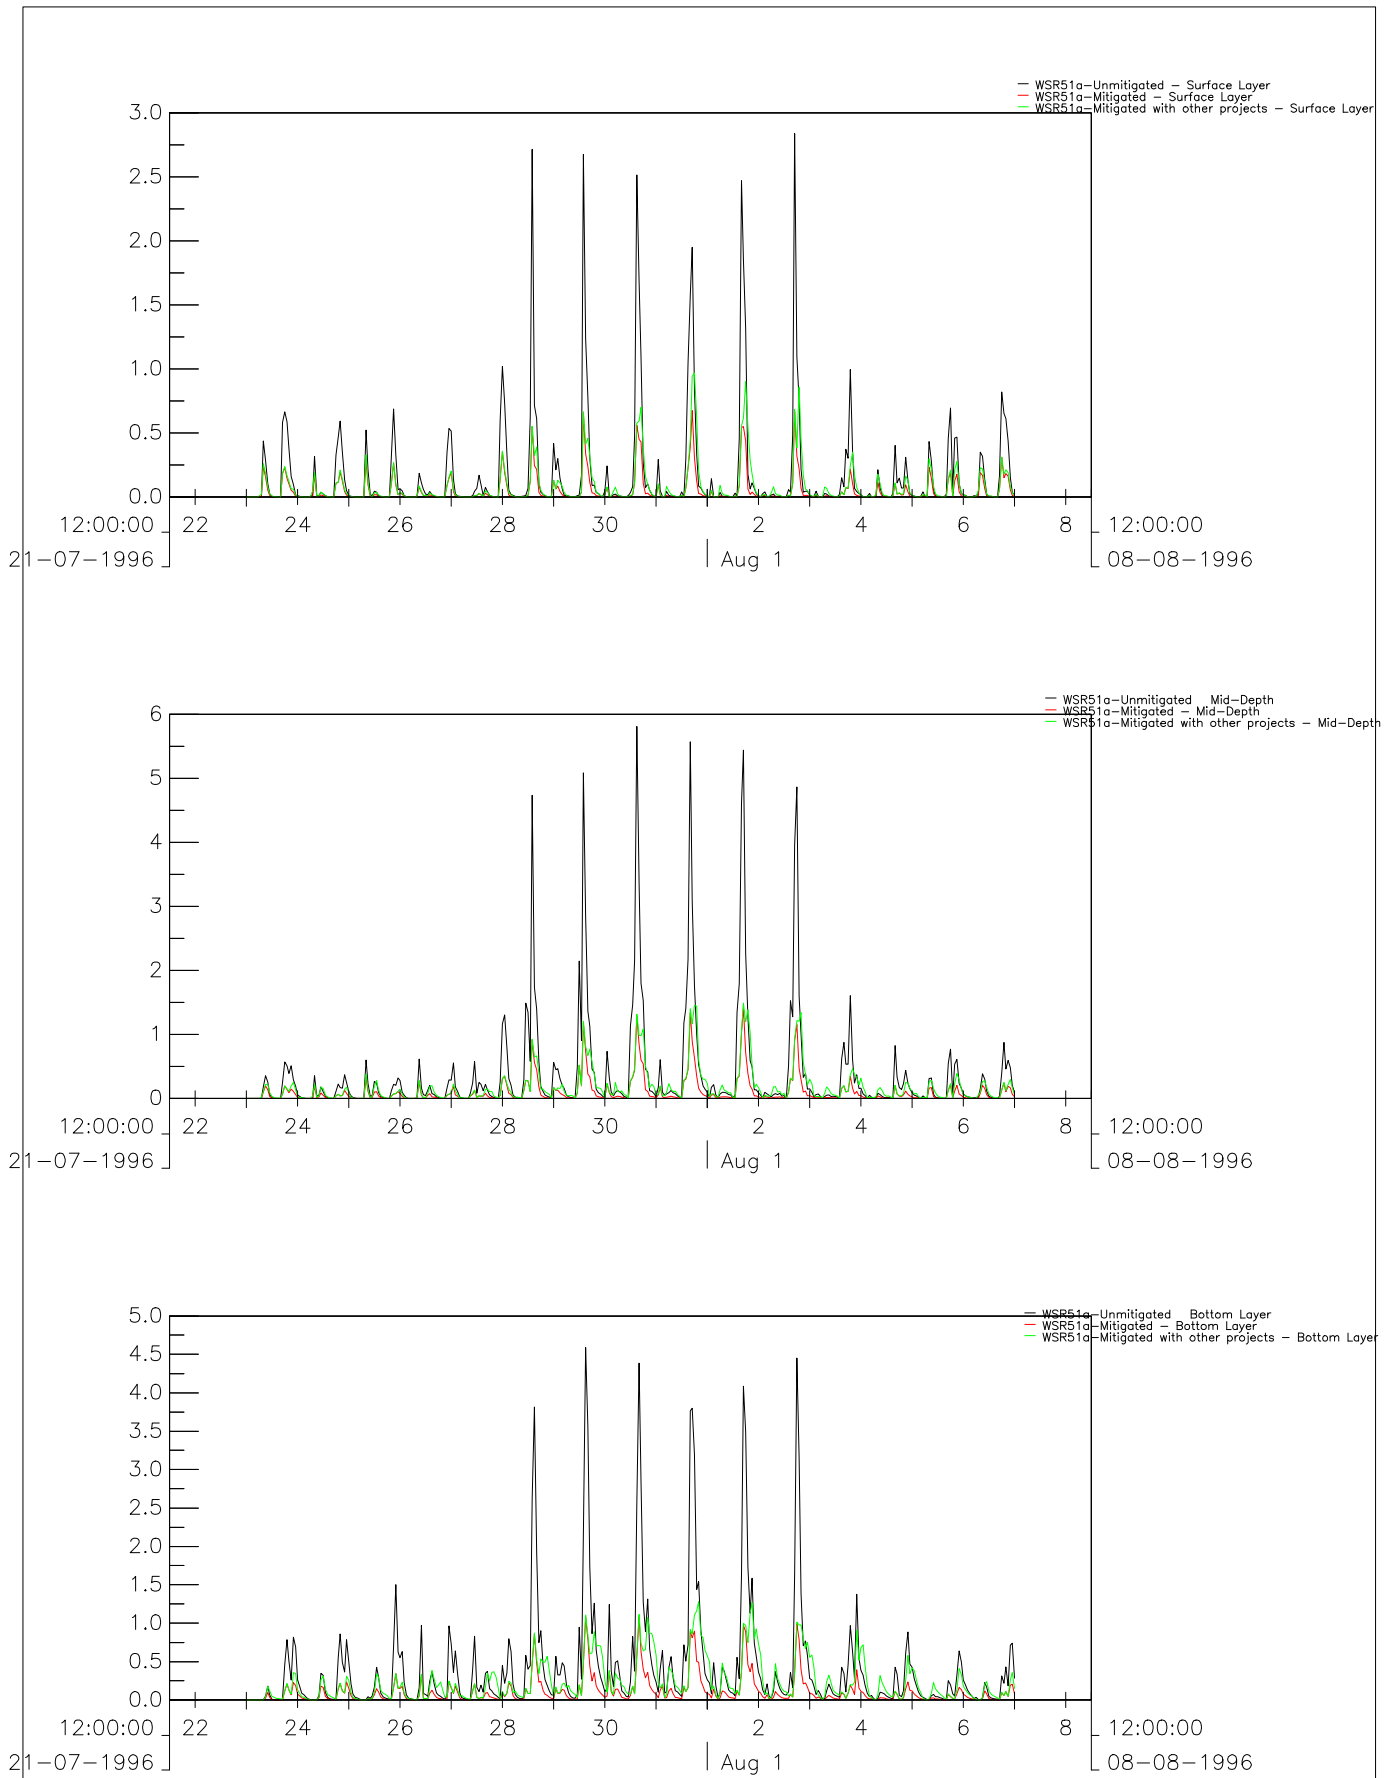 WSR51a-Unmitigated - Surface Layer
WSR51a-Mitigated - Surface Layer
WSR51a-Mitigated with other projects - Surface Layer
3.0
2.5
2.0
1.5
1.0
0.5
0.0
12:00:00 22 24 26 28 30 2 4 6 8 12:00:00
21-07-1996 Aug 1 08-08-1996
WSR51a-Unmitigated Mid-Depth
WSR51a-Mitigated - Mid-Depth
WSR51a-Mitigated with other projects - Mid-Depth
6
5
4
3
2
1
0
12:00:00 22 24 26 28 30 2 4 6 8 12:00:00
21-07-1996 Aug 1 08-08-1996
WSR51a-Unmitigated Bottom Layer
WSR51a-Mitigated - Bottom Layer
WSR51a-Mitigated with other projects - Bottom Layer
5.0
4.5
4.0
3.5
3.0
2.5
2.0
1.5
1.0
0.5
0.0
12:00:00 22 24 26 28 30 2 4 6 8 12:00:00
21-07-1996 Aug 1 08-08-1996